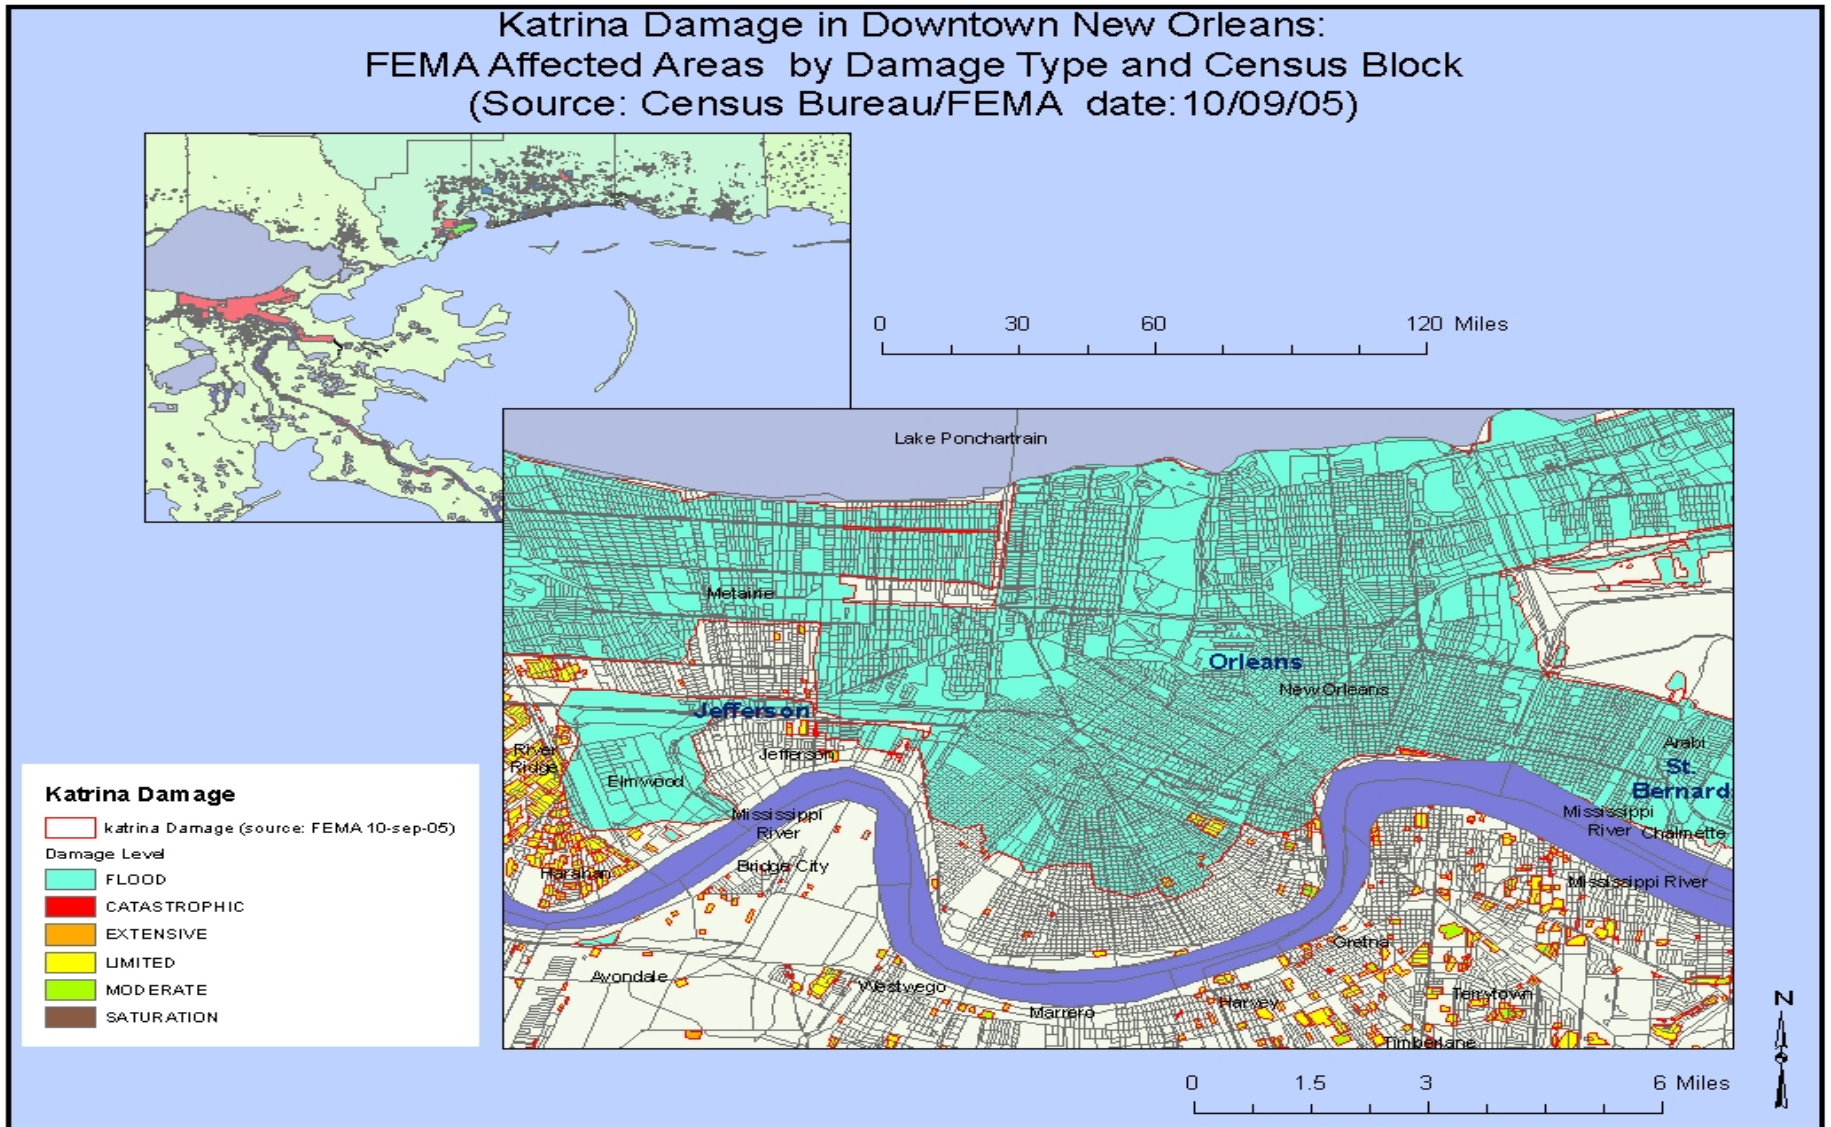 Katrina Damage in Downtown New Orleans:
FEMA Affected Areas by Damage Type and Census Block
(Source: Census Bureau/FEMA date:10/09/05)
0 30 60 120 Miles
Lake Ponchartrain
Metairie
Orleans
New Orleans
Jefferson
Jefferson
River
Ridge
Elmwood
Arabi
St.
Bernard
Mississippi
River
Mississippi
River
Chalmette
Harahan
Bridge City
Mississippi River
Gretna
Avondale
Westwego
Harvey
Terrytown
Marrero
Timberlane
Katrina Damage
katrina Damage (source: FEMA 10-sep-05)
Damage Level
FLOOD
CATASTROPHIC
EXTENSIVE
LIMITED
MODERATE
SATURATION
N
0 1.5 3 6 Miles